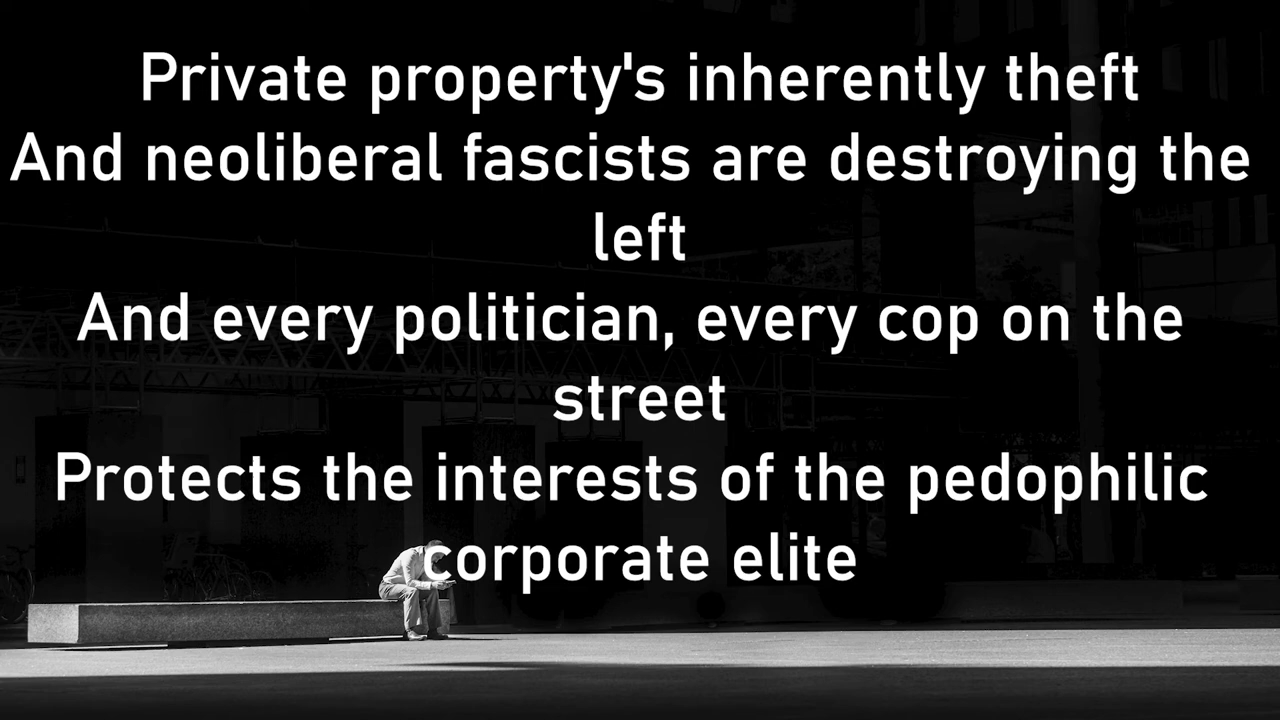 Private property's inherently theft
And neoliberal fascists are destroying the
left
And every politician, every cop on the
street
Protects the interests of the pedophilic
corporate elite